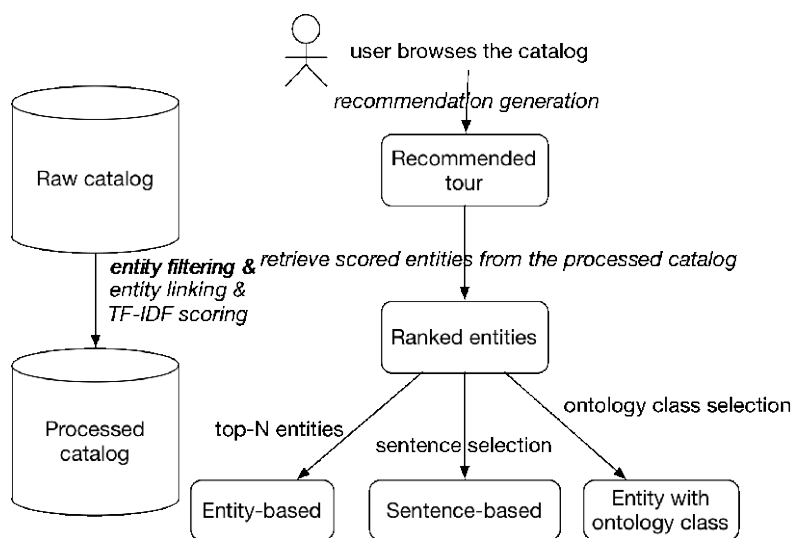 user browses the catalog
recommendation generation
Raw catalog
Recommended
tour
entity filtering &
retrieve scored entities from the processed catalog
entity linking &
TF-IDF scoring
Ranked entities
Processed
catalog
top-N entities
sentence selection
ontology class selection
Entity-based
Sentence-based
Entity with
ontology class